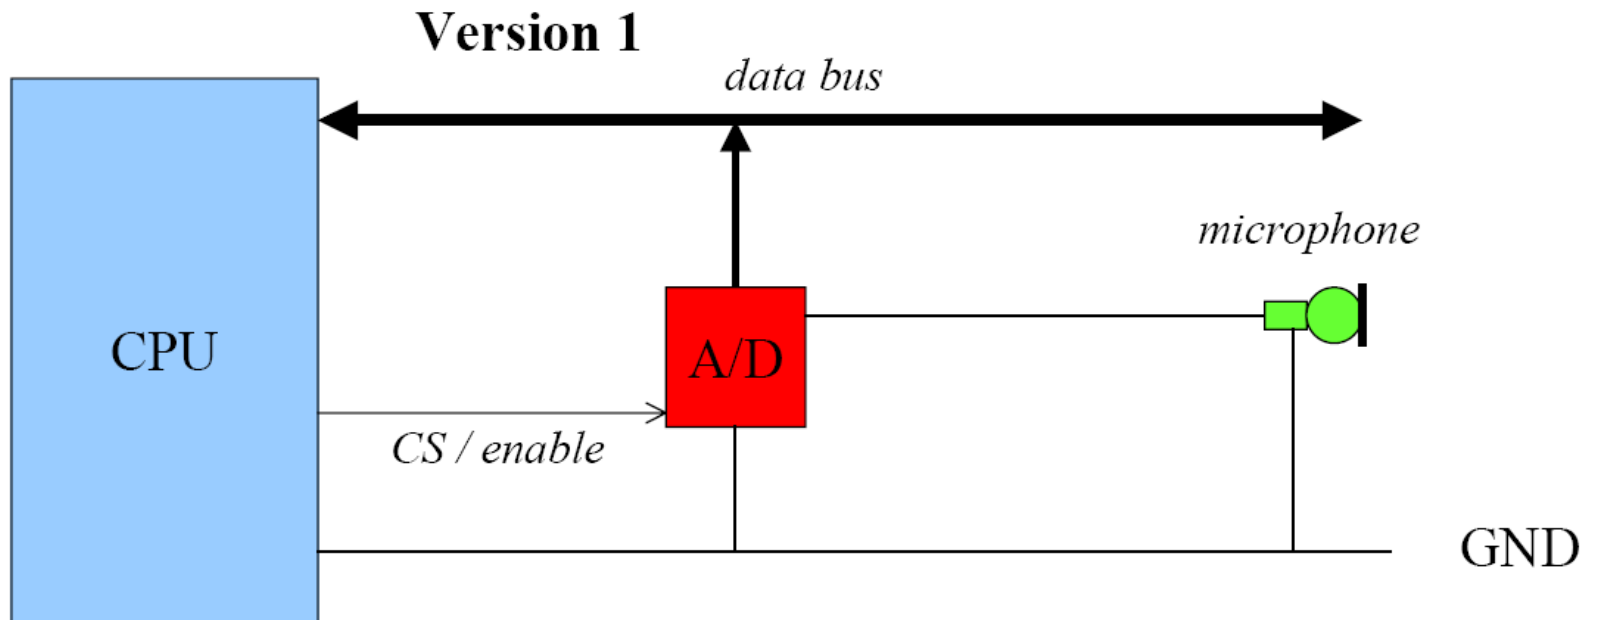 Version 1
data bus
microphone
CPU
A/D
CS / enable
GND